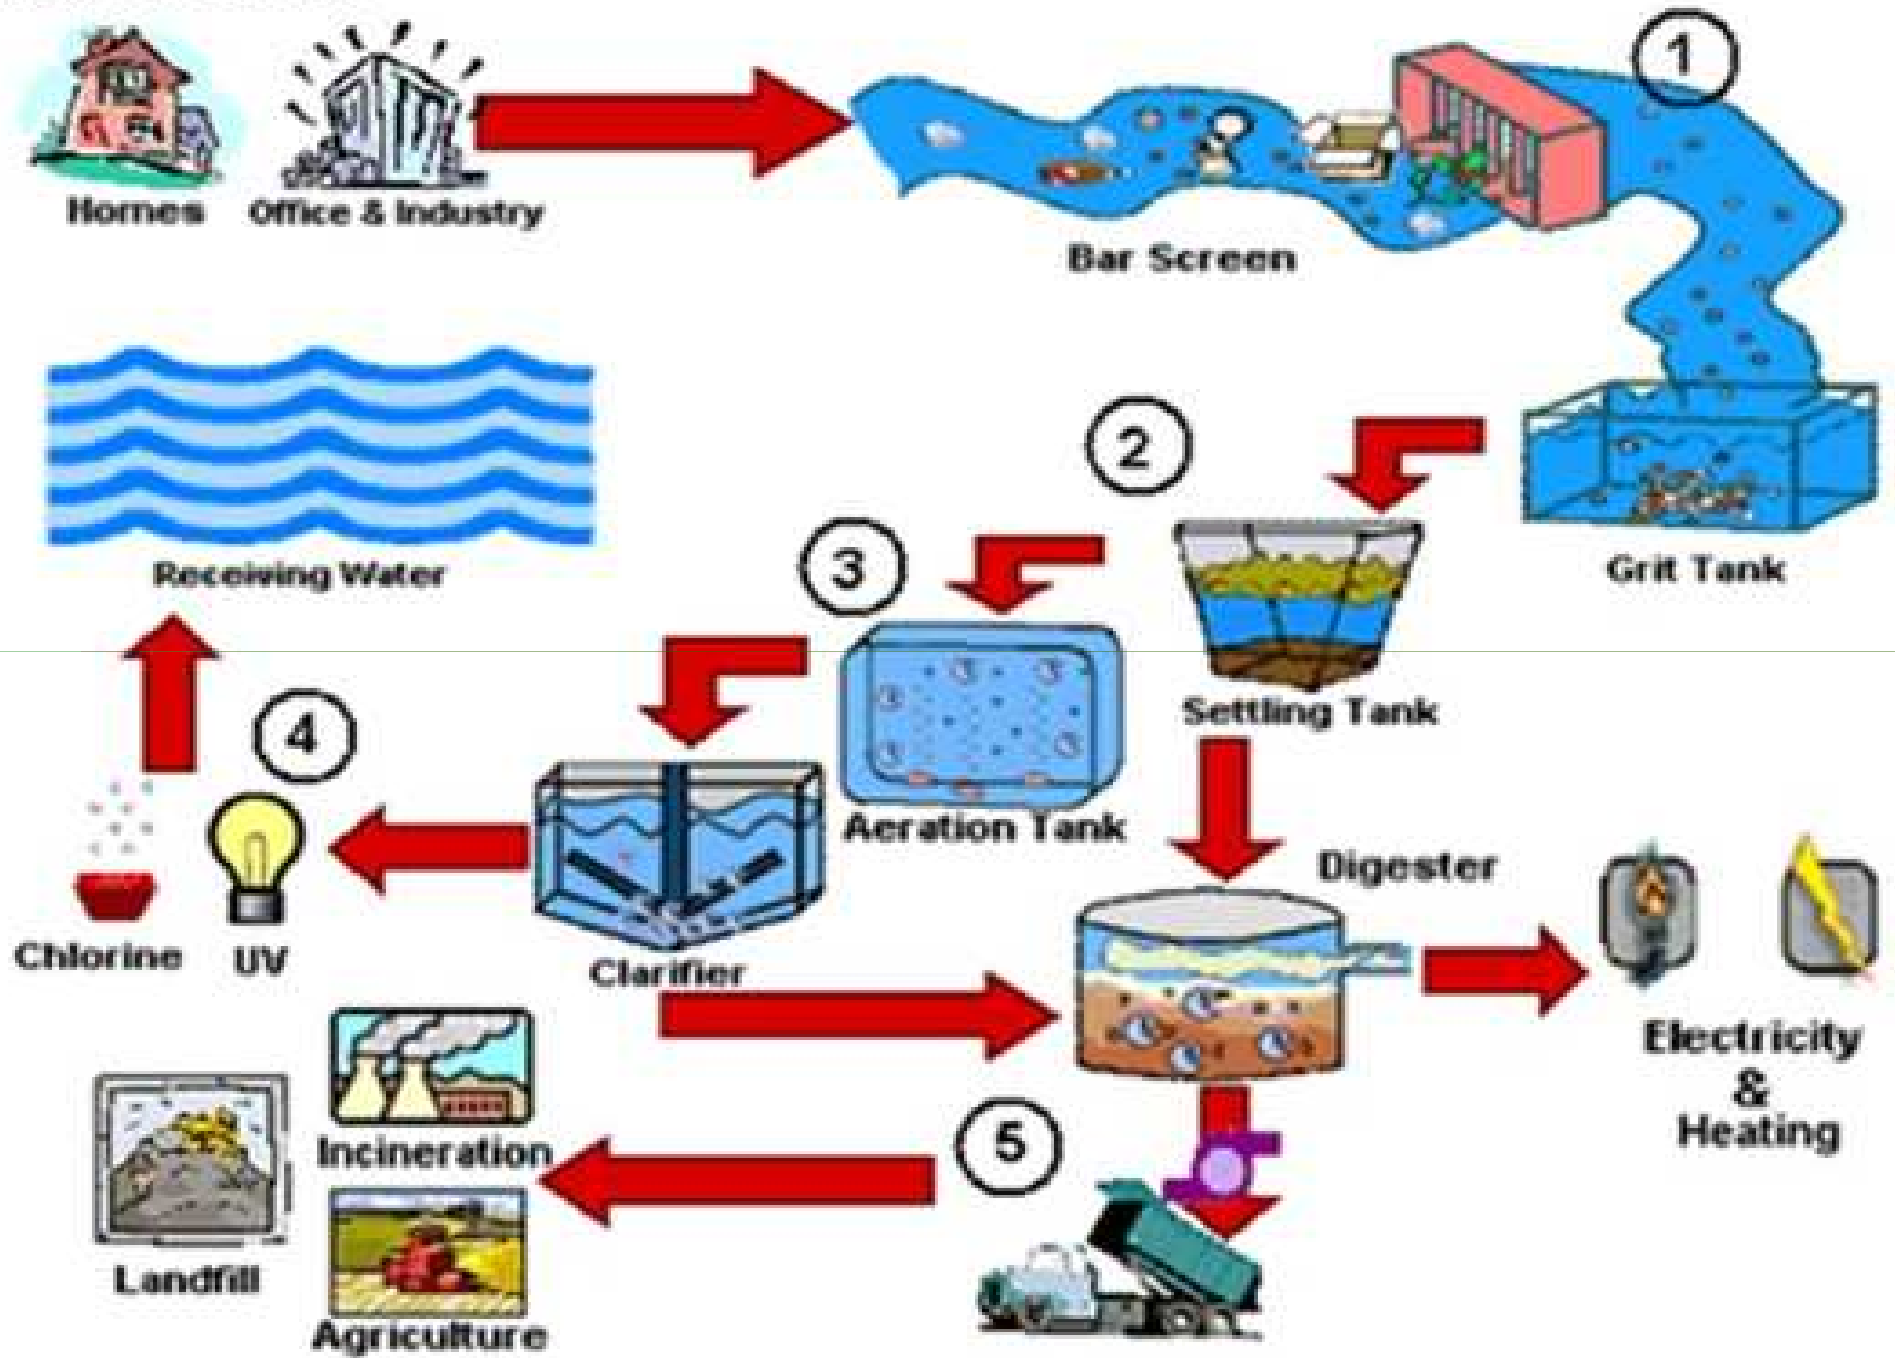 1
Homes
Office & Industry
Bar Screen
2
3
Grit Tank
Receiving Water
Settling Tank
4
Aeration Tank
Digester
Chlorine
UV
Clarifier
Electricity
&
Heating
5
Incineration
Landfill
Agriculture